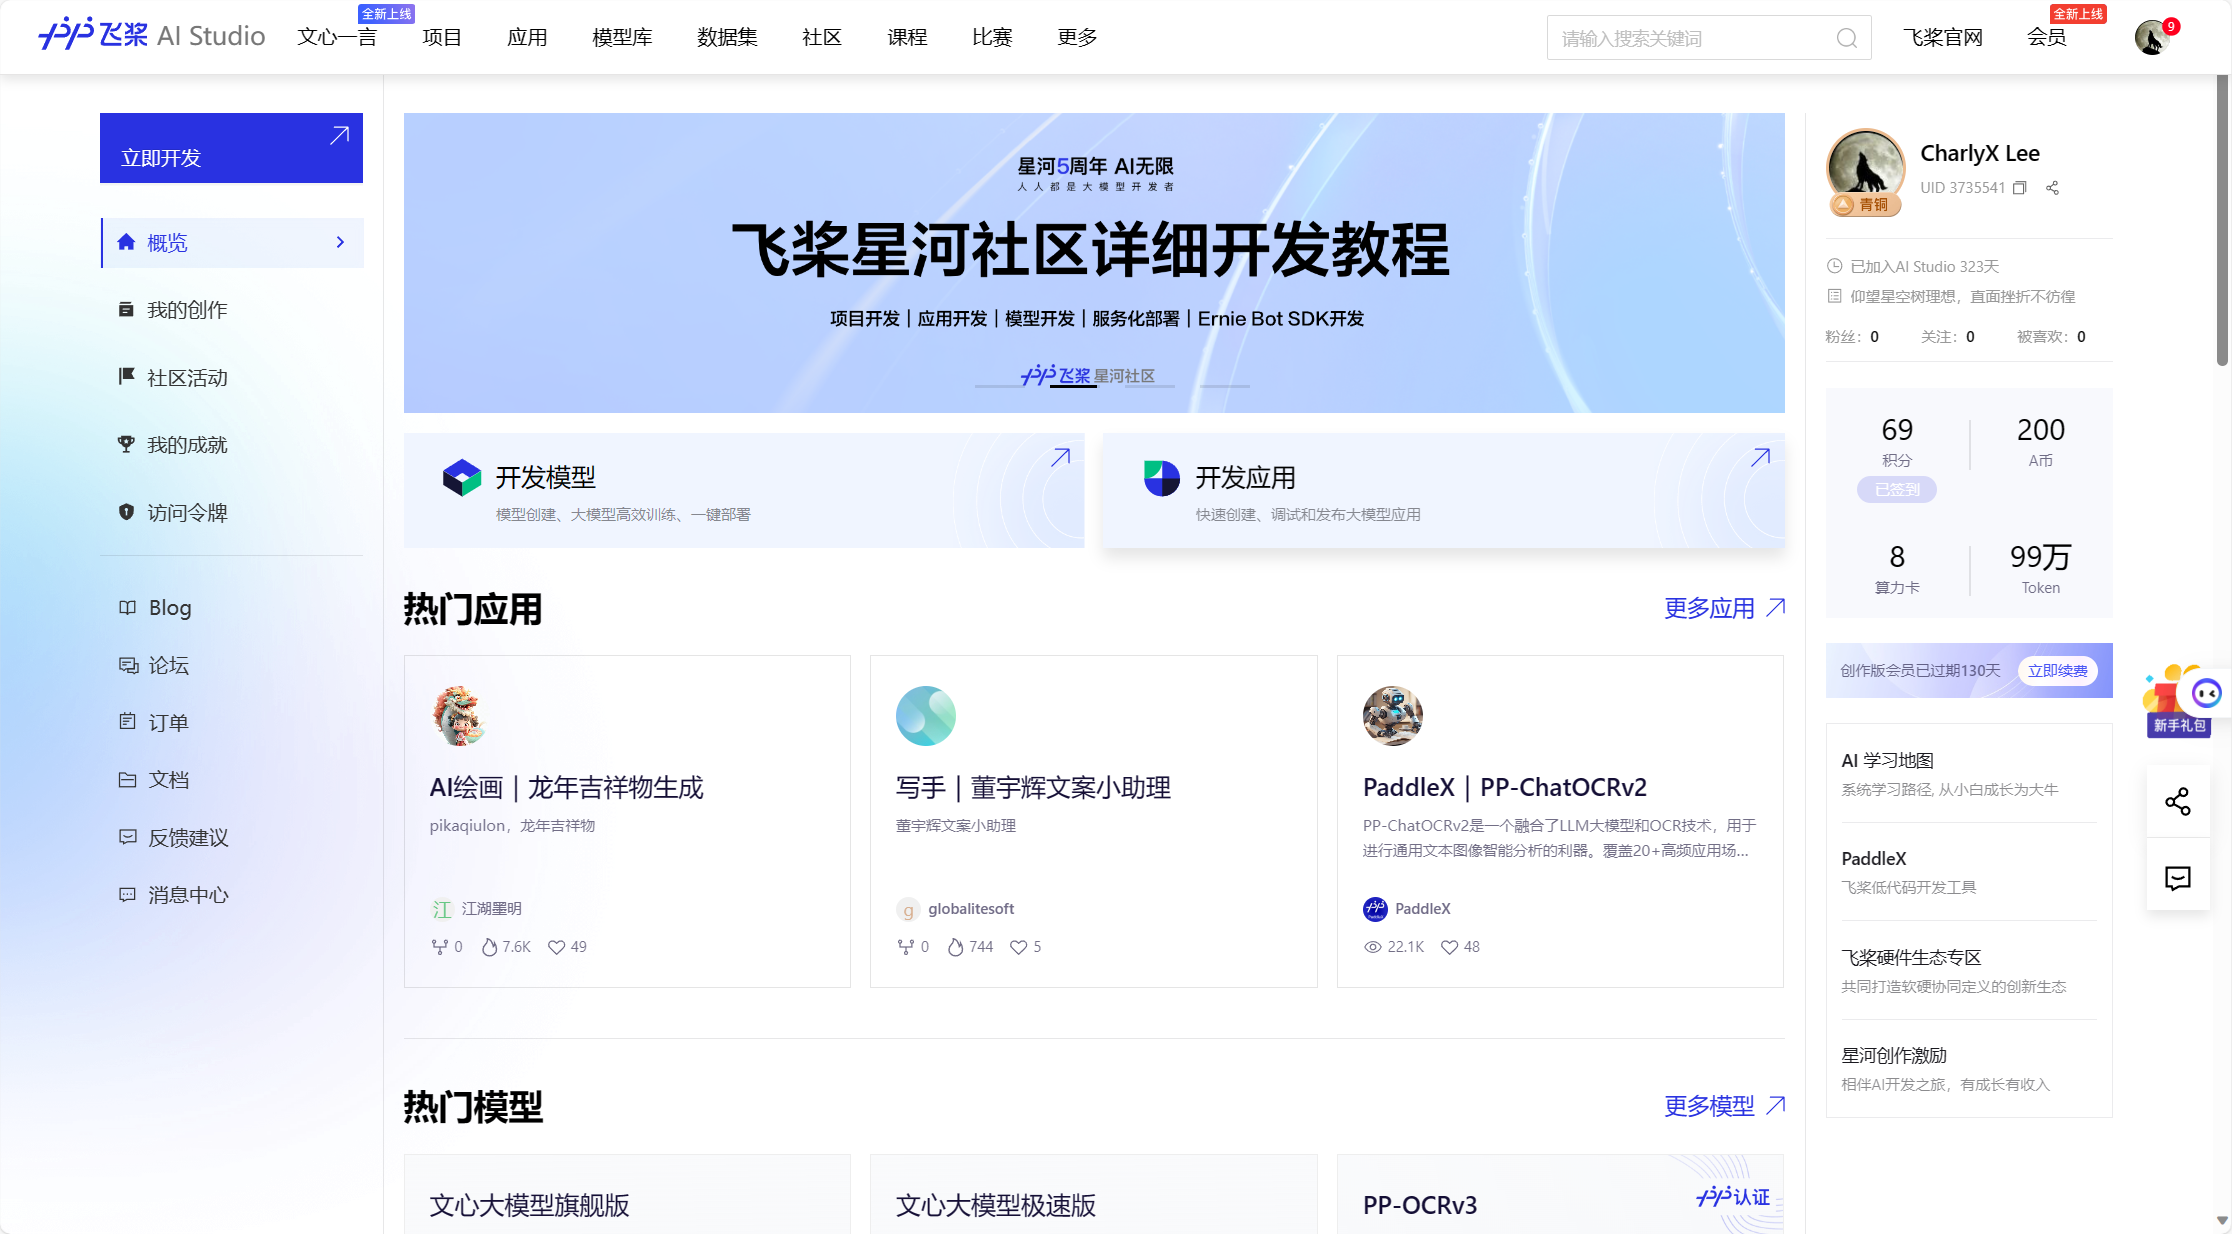 飞桨 AI Studio
文心一言
全新上线
项目
应用
模型库
数据集
社区
课程
比赛
更多
请输入搜索关键词
飞桨官网
会员
全新上线
9
立即开发
概览
我的创作
社区活动
我的成就
访问令牌
Blog
论坛
订单
文档
反馈建议
消息中心
星河5周年 AI无限
人人都是大模型开发者
飞桨星河社区详细开发教程
项目开发 | 应用开发 | 模型开发 | 服务化部署 | Ernie Bot SDK开发
飞桨 星河社区
开发模型
模型创建、大模型高效训练、一键部署
开发应用
快速创建、调试和发布大模型应用
热门应用
更多应用
AI绘画 | 龙年吉祥物生成
pikaqiulon，龙年吉祥物
江 江湖墨明
0 7.6K 49
写手 | 董宇辉文案小助理
董宇辉文案小助理
g globalitesoft
0 744 5
PaddleX | PP-ChatOCRv2
PP-ChatOCRv2是一个融合了LLM大模型和OCR技术，用于
进行通用文本图像智能分析的利器。覆盖20+高频应用场...
PaddleX
22.1K 48
热门模型
更多模型
文心大模型旗舰版
文心大模型极速版
PP-OCRv3
认证
CharlyX Lee
UID 3735541
青铜
已加入AI Studio 323天
仰望星空树理想，直面挫折不彷徨
粉丝：0 关注：0 被喜欢：0
69
积分
已签到
200
A币
8
算力卡
99万
Token
创作版会员已过期130天 立即续费
AI 学习地图
系统学习路径, 从小白成长为大牛
PaddleX
飞桨低代码开发工具
飞桨硬件生态专区
共同打造软硬协同定义的创新生态
星河创作激励
相伴AI开发之旅，有成长有收入
新手礼包